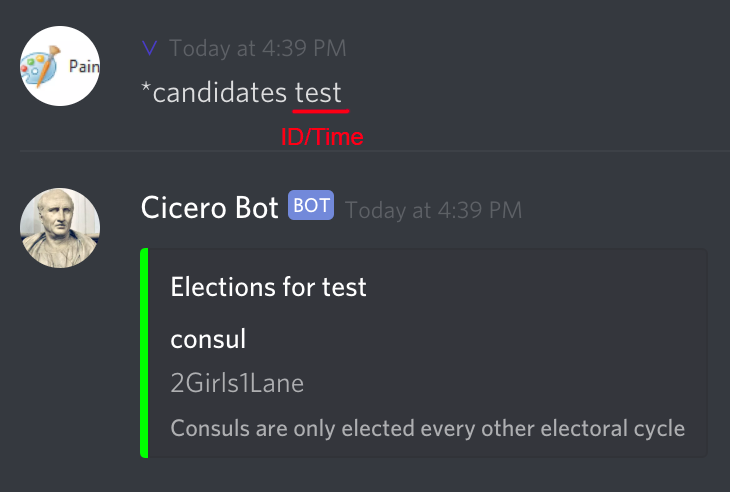 Pain
V Today at 4:39 PM
*candidates test
ID/Time
Cicero Bot BOT Today at 4:39 PM
Elections for test
consul
2Girls1Lane
Consuls are only elected every other electoral cycle